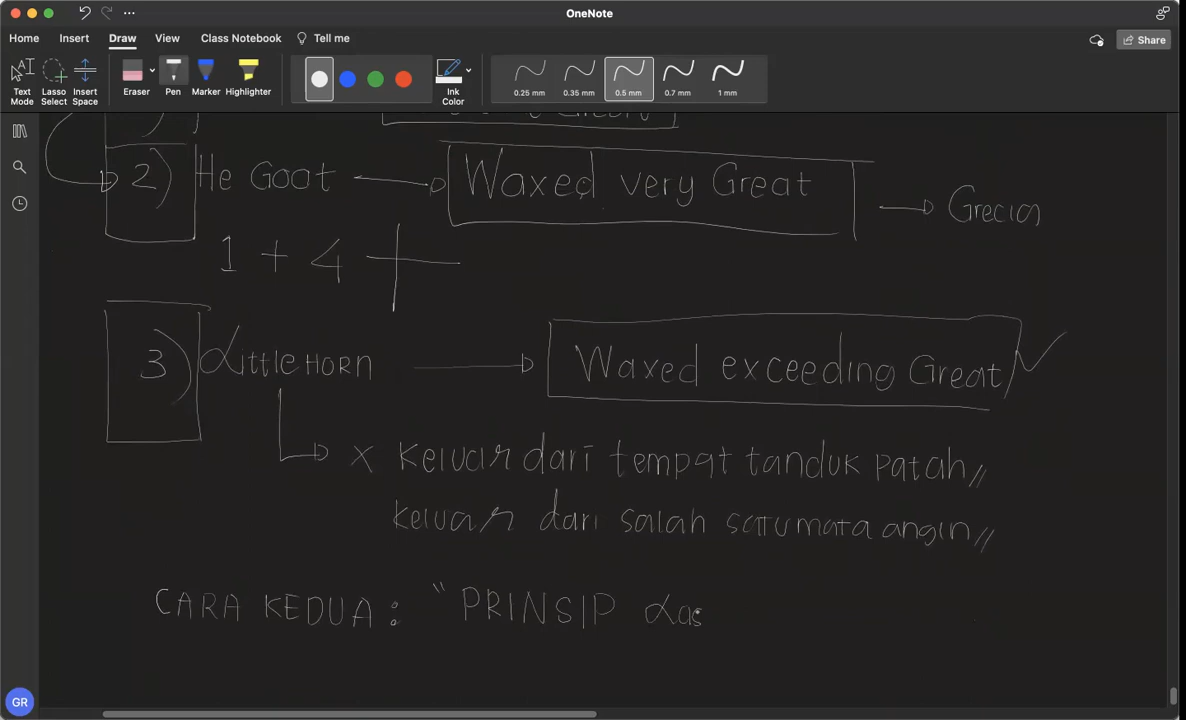 OneNote
Home Insert Draw View Class Notebook Tell me Share
Text Mode Lasso Select Insert Space Eraser Pen Marker Highlighter Ink Color 0.25 mm 0.35 mm 0.5 mm 0.7 mm 1 mm
2) He Goat Waxed very Great
Grecia
1 + 4
3) LITTLE HORN Waxed exceeding Great
x keluar dari tempat tanduk patah //
keluar dari salah satu mata angin //
CARA KEDUA : " PRINSIP
GR